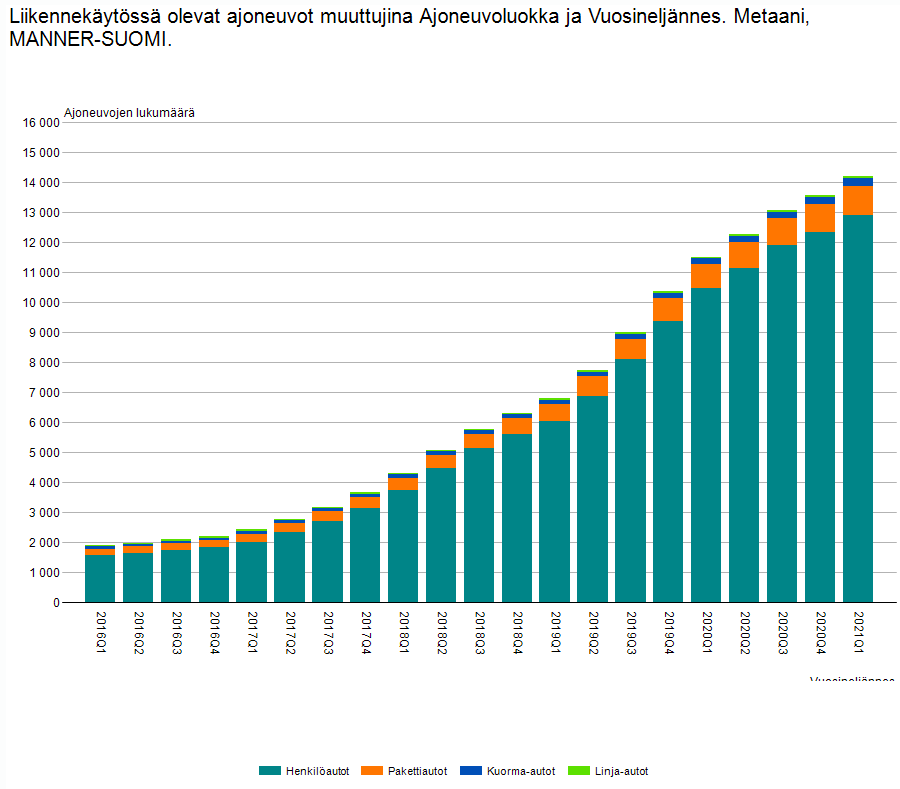 Liikennekäytössä olevat ajoneuvot muuttujina Ajoneuvoluokka ja Vuosineljännes. Metaani,
MANNER-SUOMI.
Ajoneuvojen lukumäärä
16 000
15 000
14 000
13 000
12 000
11 000
10 000
9 000
8 000
7 000
6 000
5 000
4 000
3 000
2 000
1 000
0
2016Q1
2016Q2
2016Q3
2016Q4
2017Q1
2017Q2
2017Q3
2017Q4
2018Q1
2018Q2
2018Q3
2018Q4
2019Q1
2019Q2
2019Q3
2019Q4
2020Q1
2020Q2
2020Q3
2020Q4
2021Q1
Vuosineljännes
Henkilöautot
Pakettiautot
Kuorma-autot
Linja-autot